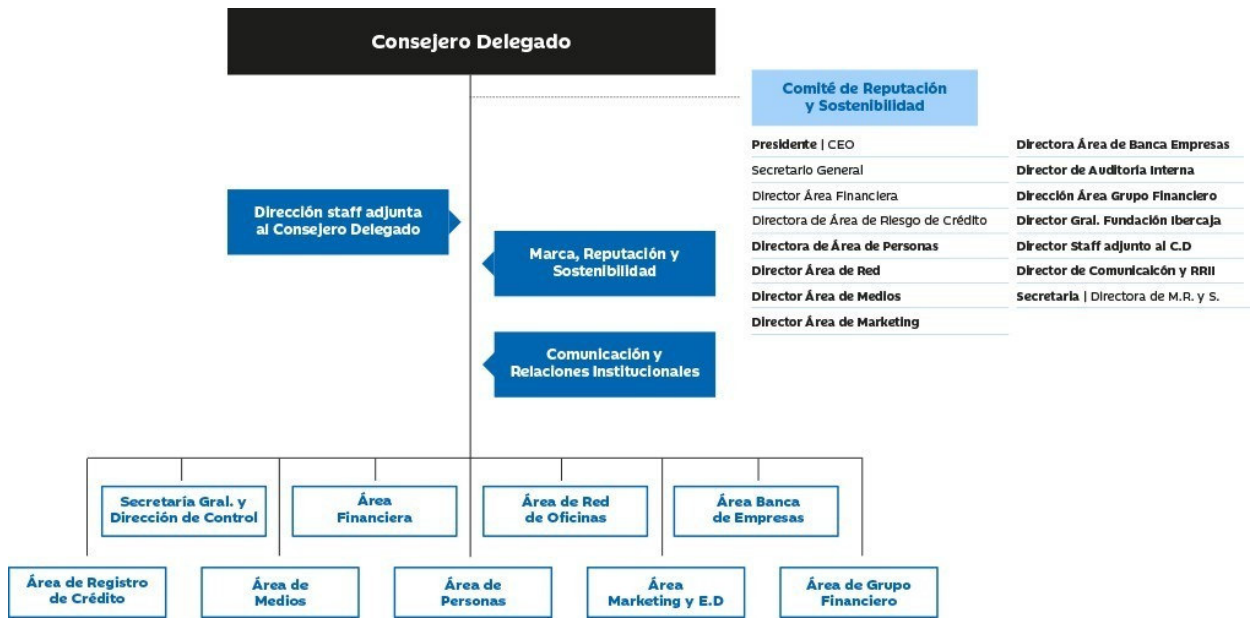 Consejero Delegado
Comité de Reputación
y Sostenibilidad
Presidente | CEO
Secretario General
Director Área Financiera
Directora de Área de Riesgo de Crédito
Directora de Área de Personas
Director Área de Red
Director Área de Medios
Director Área de Marketing
Directora Área de Banca Empresas
Director de Auditoría Interna
Dirección Área Grupo Financiero
Director Gral. Fundación Ibercaja
Director Staff adjunto al C.D
Director de Comunicalcón y RRII
Secretaria | Directora de M.R. y S.
Dirección staff adjunta
al Consejero Delegado
Marca, Reputación y
Sostenibilidad
Comunicación y
Relaciones Institucionales
Secretaría Gral. y
Dirección de Control
Área
Financiera
Área de Red
de Oficinas
Área Banca
de Empresas
Área de Registro
de Crédito
Área de
Medios
Área de
Personas
Área
Marketing y E.D
Área de Grupo
Financiero